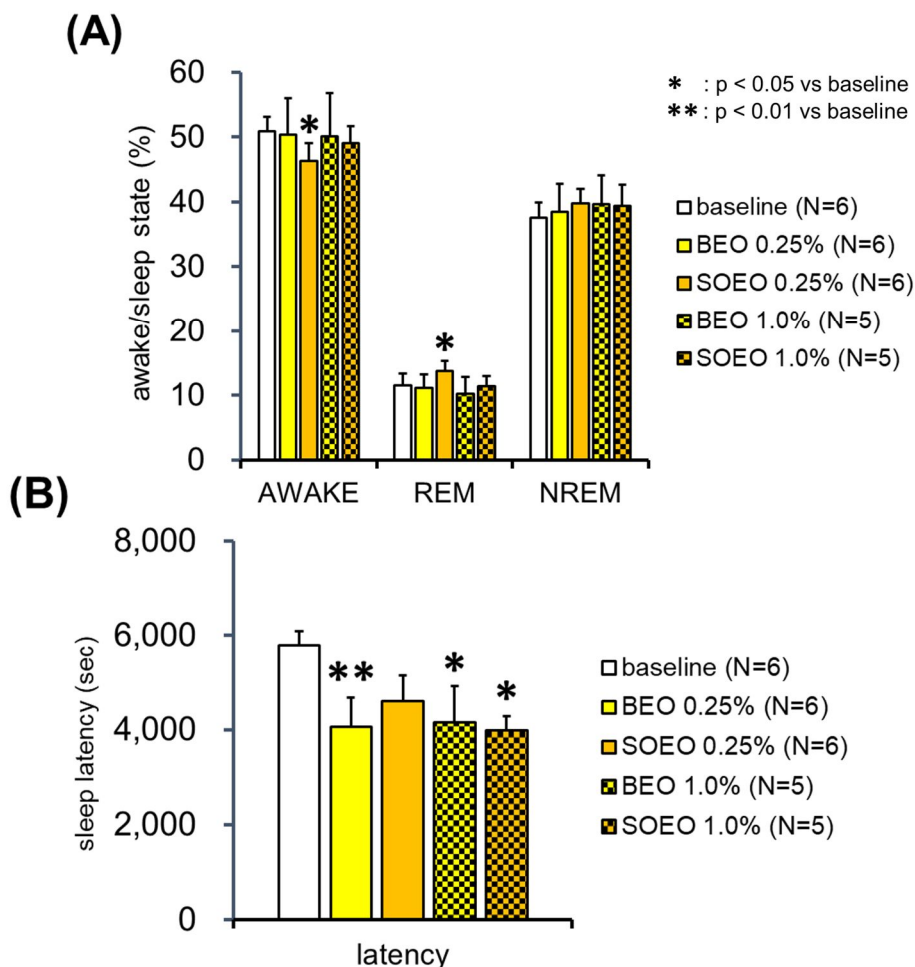 (A)
60
50
40
30
20
10
0
awake/sleep state (%)
* : p < 0.05 vs baseline
** : p < 0.01 vs baseline
*
*
baseline (N=6)
BEO 0.25% (N=6)
SOEO 0.25% (N=6)
BEO 1.0% (N=5)
SOEO 1.0% (N=5)
AWAKE REM NREM
(B)
8,000
6,000
4,000
2,000
0
sleep latency (sec)
**
*
*
baseline (N=6)
BEO 0.25% (N=6)
SOEO 0.25% (N=6)
BEO 1.0% (N=5)
SOEO 1.0% (N=5)
latency